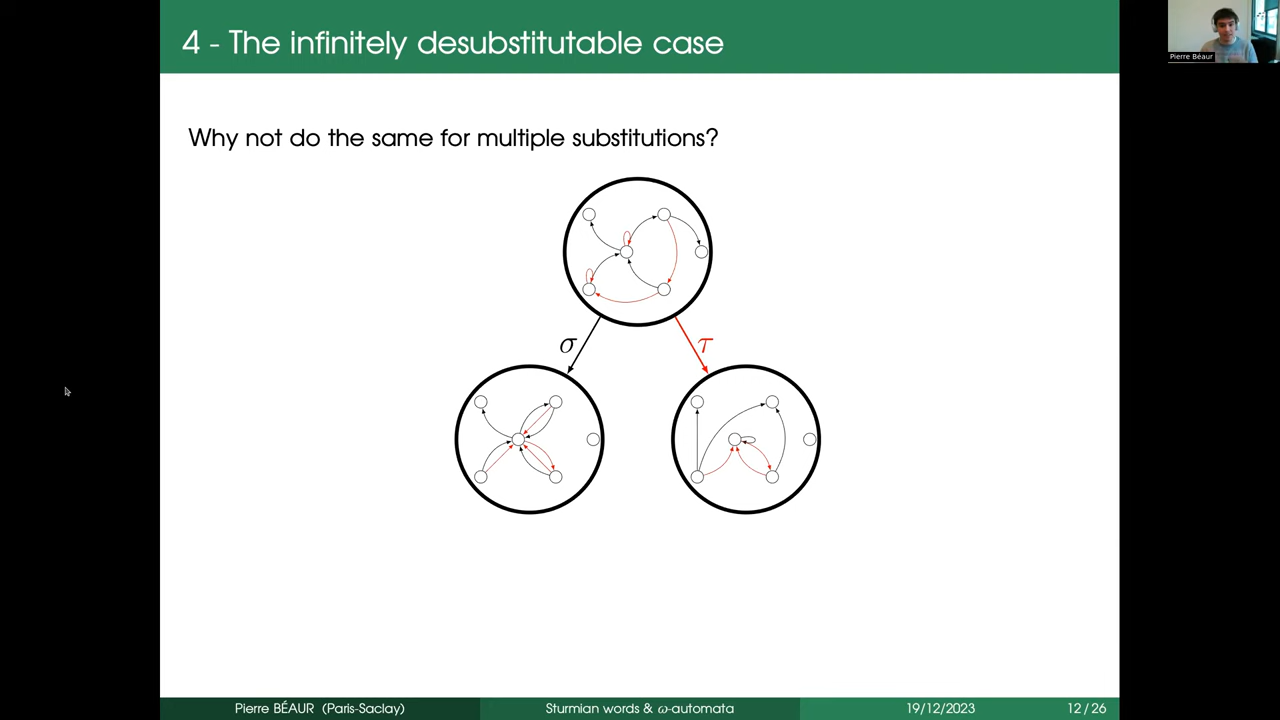 4 - The infinitely desubstitutable case
Pierre Béaur
Why not do the same for multiple substitutions?
σ
τ
Pierre BÉAUR (Paris-Saclay)
Sturmian words & ω-automata
19/12/2023
12 / 26